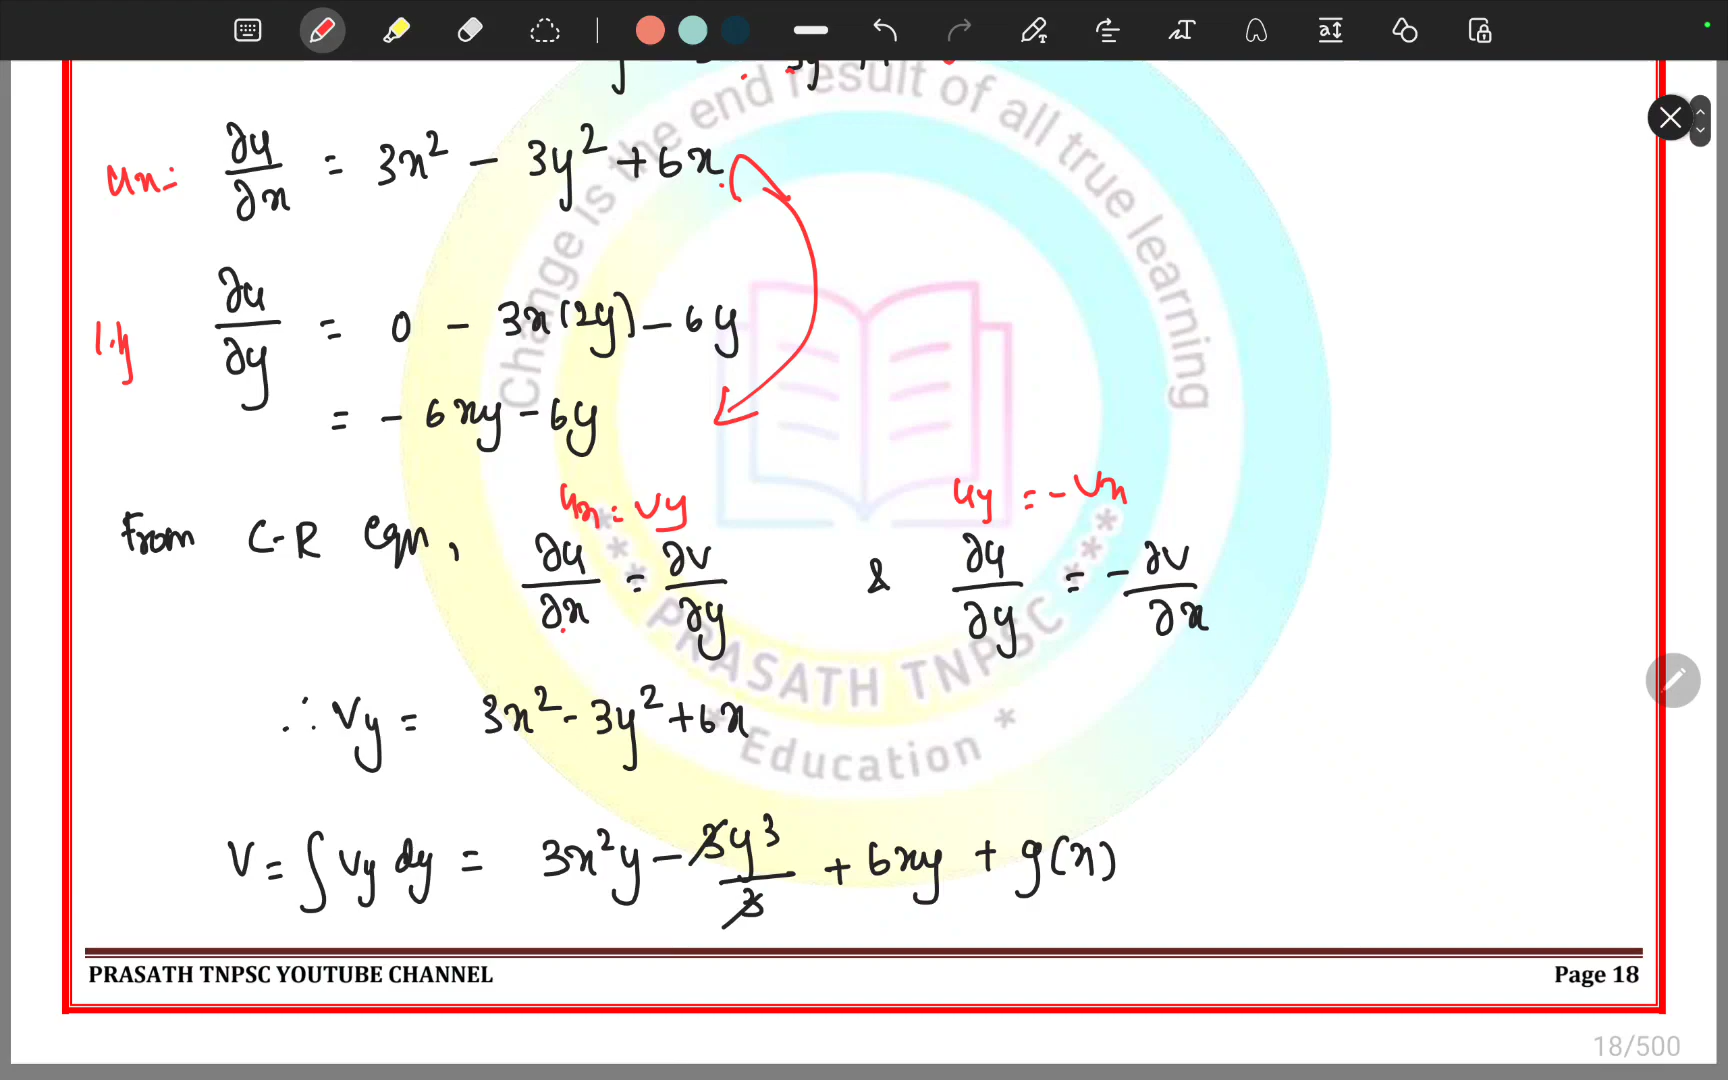 Change is the end result of all true learning
uₓ = ∂u/∂x = 3x² - 3y² + 6x
∂u/∂y = 0 - 3x(2y) - 6y
= - 6xy - 6y
uₓ = vy uy = - vₓ
From C-R eqn, ∂u/∂x = ∂v/∂y & ∂u/∂y = - ∂v/∂x
∴ Vy = 3x² - 3y² + 6x
V = ∫ Vy dy = 3x²y - 3y³/3 + 6xy + g(x)
*** PRASATH TNPSC ***
* Education *
PRASATH TNPSC YOUTUBE CHANNEL Page 18
18/500